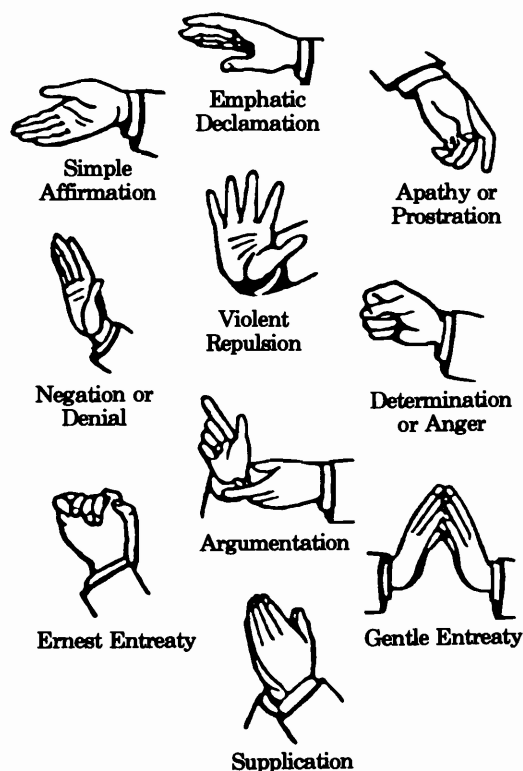 Emphatic
Declamation
Simple
Affirmation
Apathy or
Prostration
Violent
Repulsion
Negation or
Denial
Determination
or Anger
Argumentation
Ernest Entreaty
Gentle Entreaty
Supplication